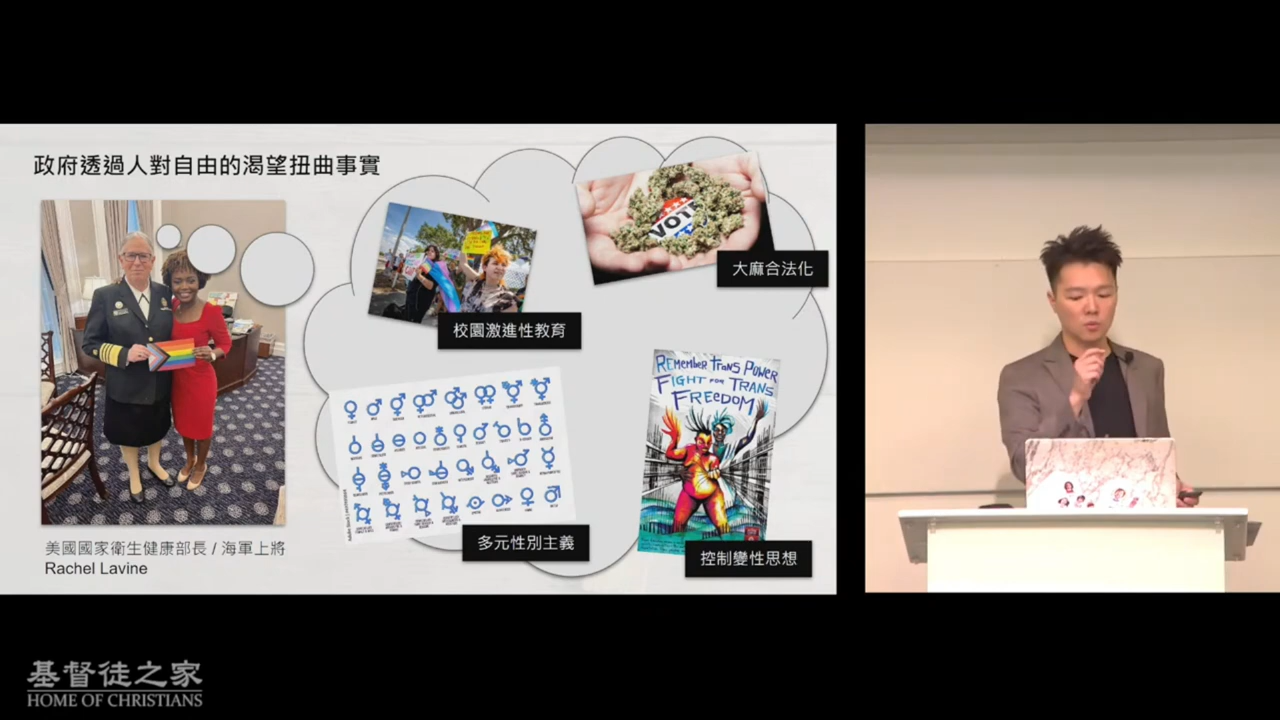 政府透過人對自由的渴望扭曲事實
VOTE
大麻合法化
校園激進性教育
REMEMBER TRANS POWER
FIGHT FOR TRANS
FREEDOM
多元性別主義
控制變性思想
美國國家衛生健康部長 / 海軍上將
Rachel Lavine
基督徒之家
HOME OF CHRISTIANS